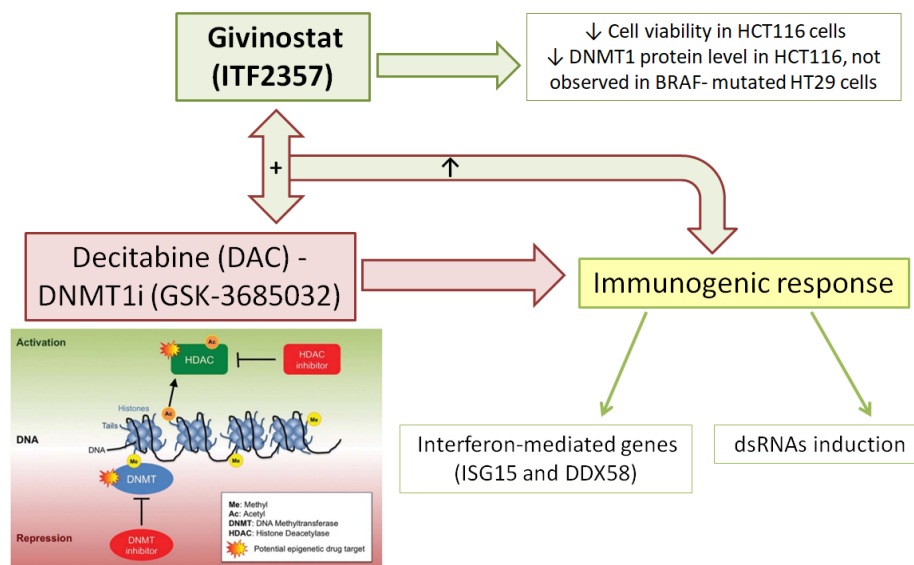 Givinostat
(ITF2357)
↓ Cell viability in HCT116 cells
↓ DNMT1 protein level in HCT116, not
observed in BRAF- mutated HT29 cells
+
↑
Decitabine (DAC) -
DNMT1i (GSK-3685032)
Immunogenic response
Interferon-mediated genes
(ISG15 and DDX58)
dsRNAs induction
Activation
Ac
HDAC
HDAC
inhibitor
Histones
Ac
Tails
Me
DNA
DNA
Me
Me
DNMT
Me: Methyl
Ac: Acetyl
DNMT: DNA Methyltransferase
HDAC: Histone Deacetylase
Potential epigenetic drug target
Repression
DNMT
inhibitor